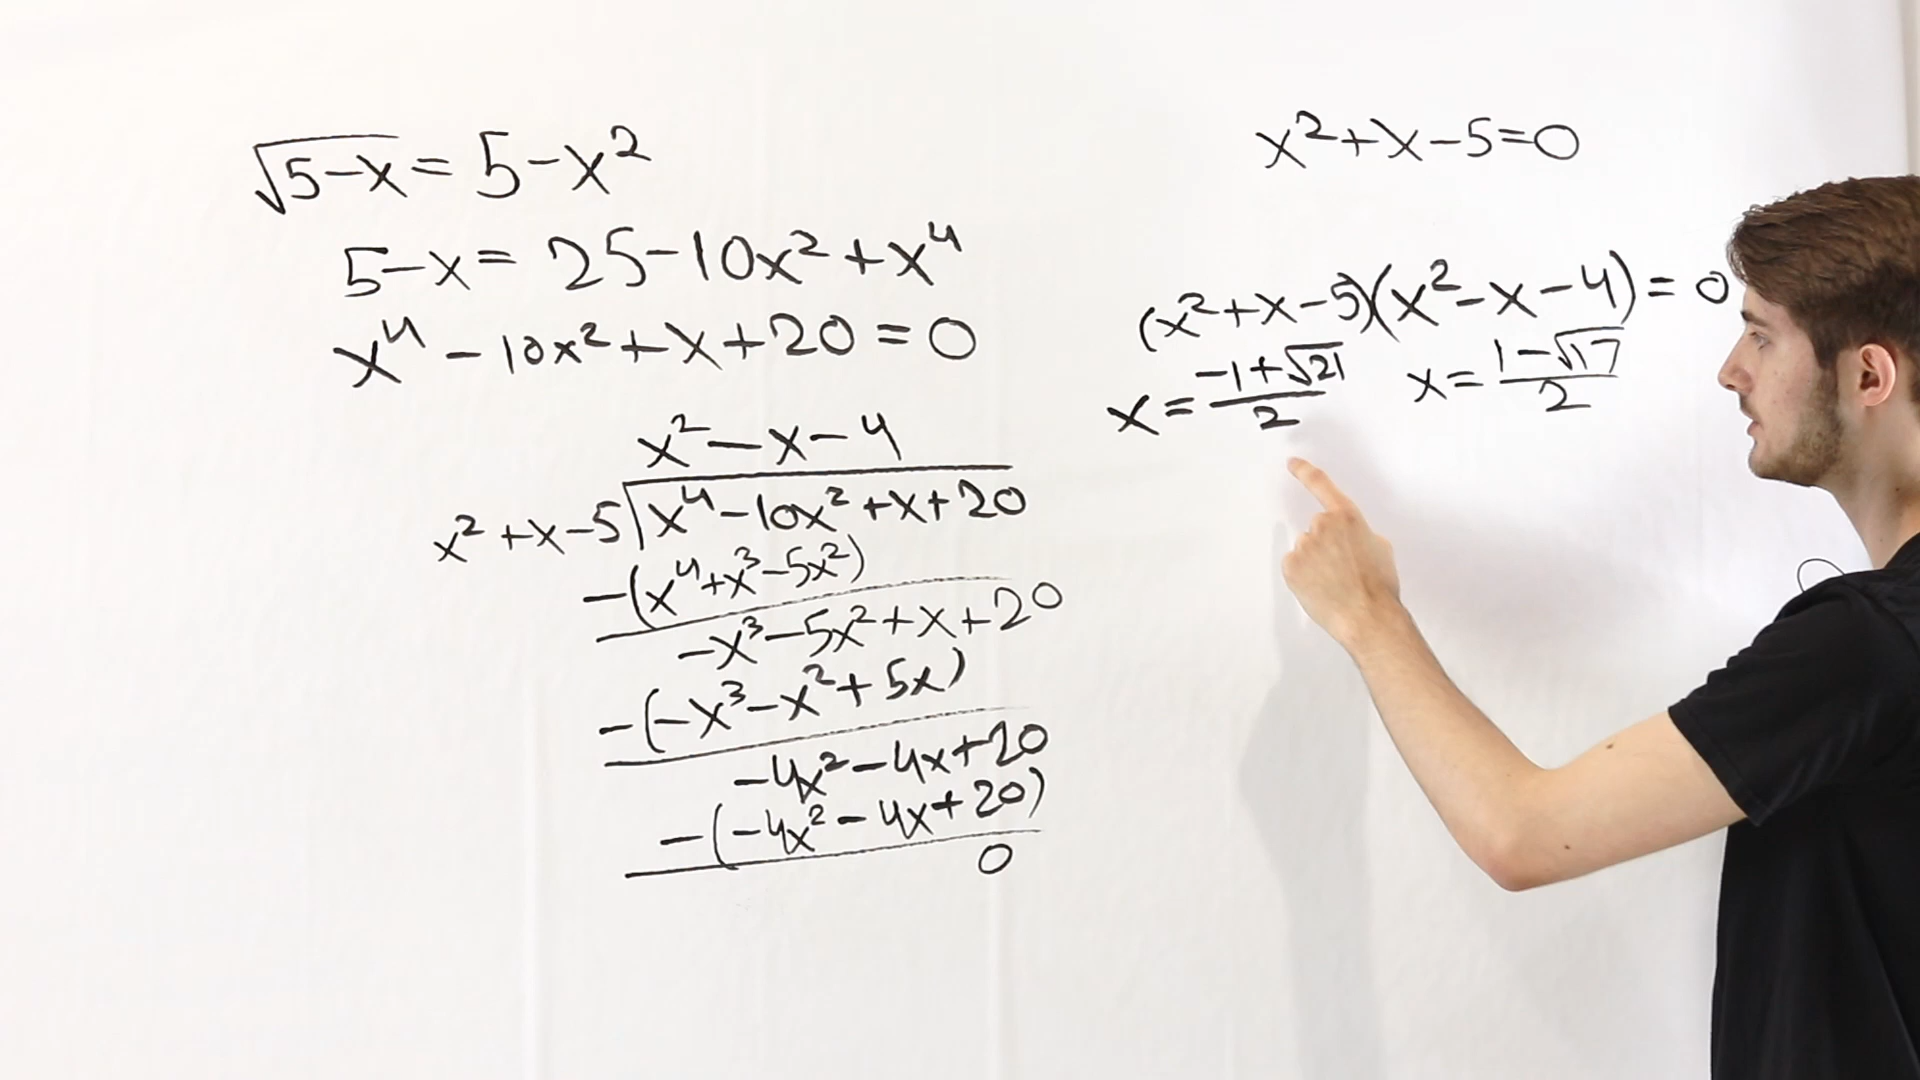 √(5-x) = 5-x²
5-x = 25-10x²+x⁴
x⁴-10x²+x+20=0
x²-x-4
x²+x-5 | x⁴-10x²+x+20
-(x⁴+x³-5x²)
-x³-5x²+x+20
-(-x³-x²+5x)
-4x²-4x+20
-(-4x²-4x+20)
0
x²+x-5=0
(x²+x-5)(x²-x-4)=0
x=(-1+√21)/2 x=(1-√17)/2